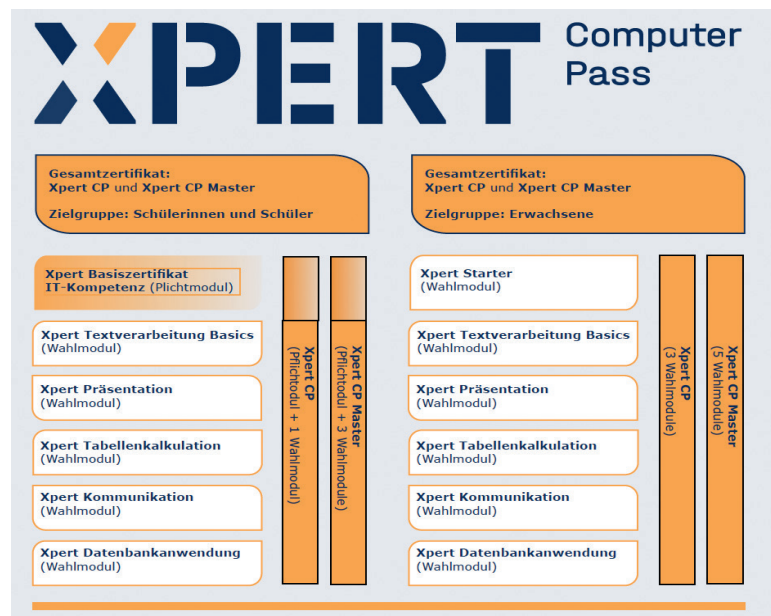 XPERT Computer
Pass
Gesamtzertifikat:
Xpert CP und Xpert CP Master
Zielgruppe: Schülerinnen und Schüler
Xpert Basiszertifikat
IT-Kompetenz (Plichtmodul)
Xpert Textverarbeitung Basics
(Wahlmodul)
Xpert Präsentation
(Wahlmodul)
Xpert Tabellenkalkulation
(Wahlmodul)
Xpert Kommunikation
(Wahlmodul)
Xpert Datenbankanwendung
(Wahlmodul)
Xpert CP
(Pflichtodul + 1 Wahlmodul)
Xpert CP Master
(Pflichtodul + 3 Wahlmodule)
Gesamtzertifikat:
Xpert CP und Xpert CP Master
Zielgruppe: Erwachsene
Xpert Starter
(Wahlmodul)
Xpert Textverarbeitung Basics
(Wahlmodul)
Xpert Präsentation
(Wahlmodul)
Xpert Tabellenkalkulation
(Wahlmodul)
Xpert Kommunikation
(Wahlmodul)
Xpert Datenbankanwendung
(Wahlmodul)
Xpert CP
(3 Wahlmodule)
Xpert CP Master
(5 Wahlmodule)